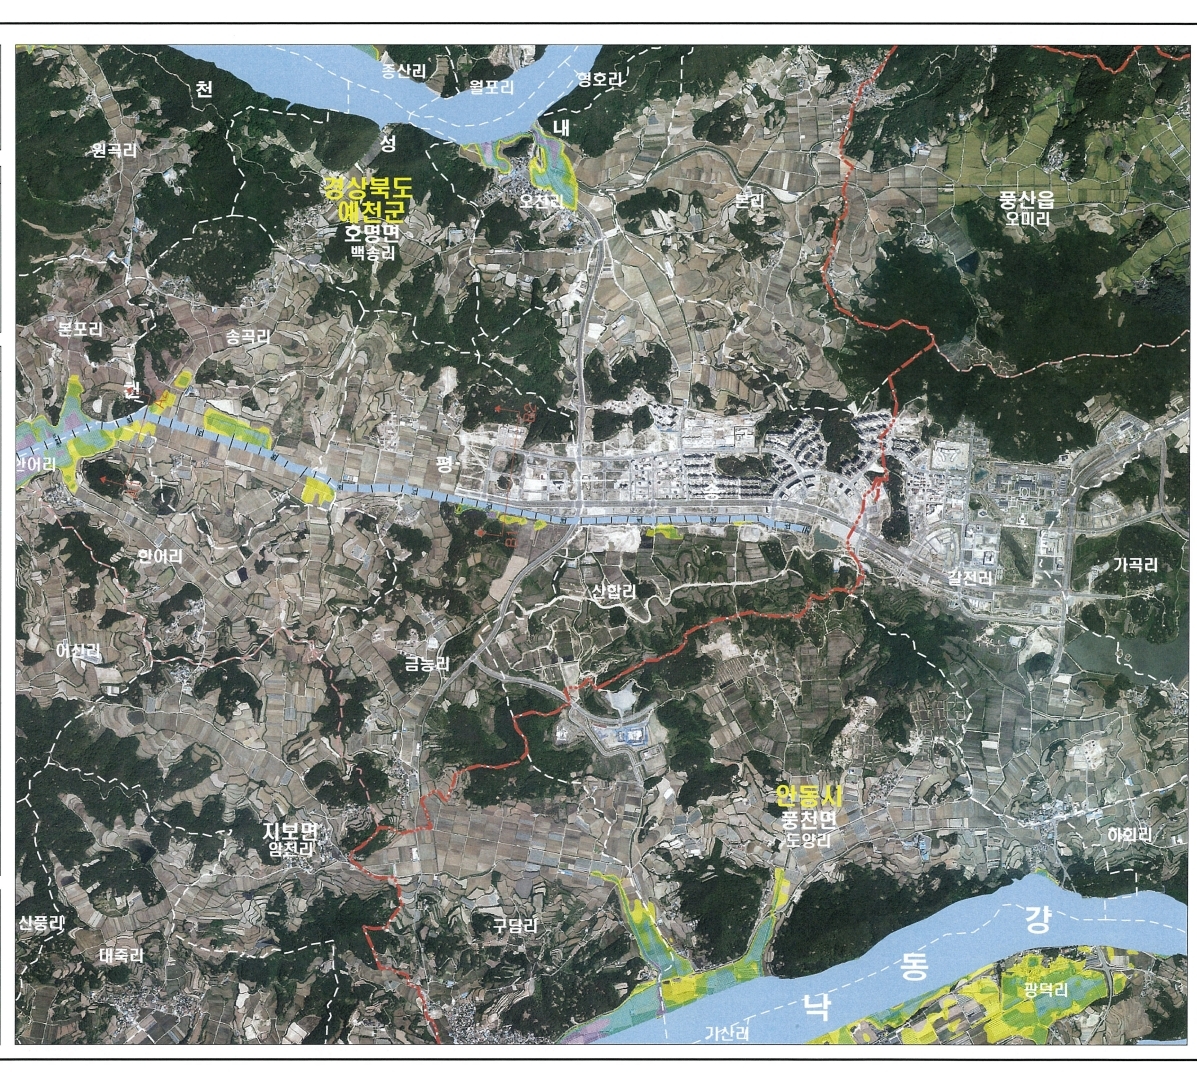 종산리
월포리
형호리
천
내
성
원곡리
경상북도
예천군
호명면
백송리
오천리
본리
풍산읍
오미리
본포리
송곡리
천
한어리
평
송
한어리
산합리
갈전리
가곡리
어신리
금능리
안동시
풍천면
도양리
지보면
암천리
하회리
신풍리
대죽리
구담리
강
동
낙
광덕리
가산리